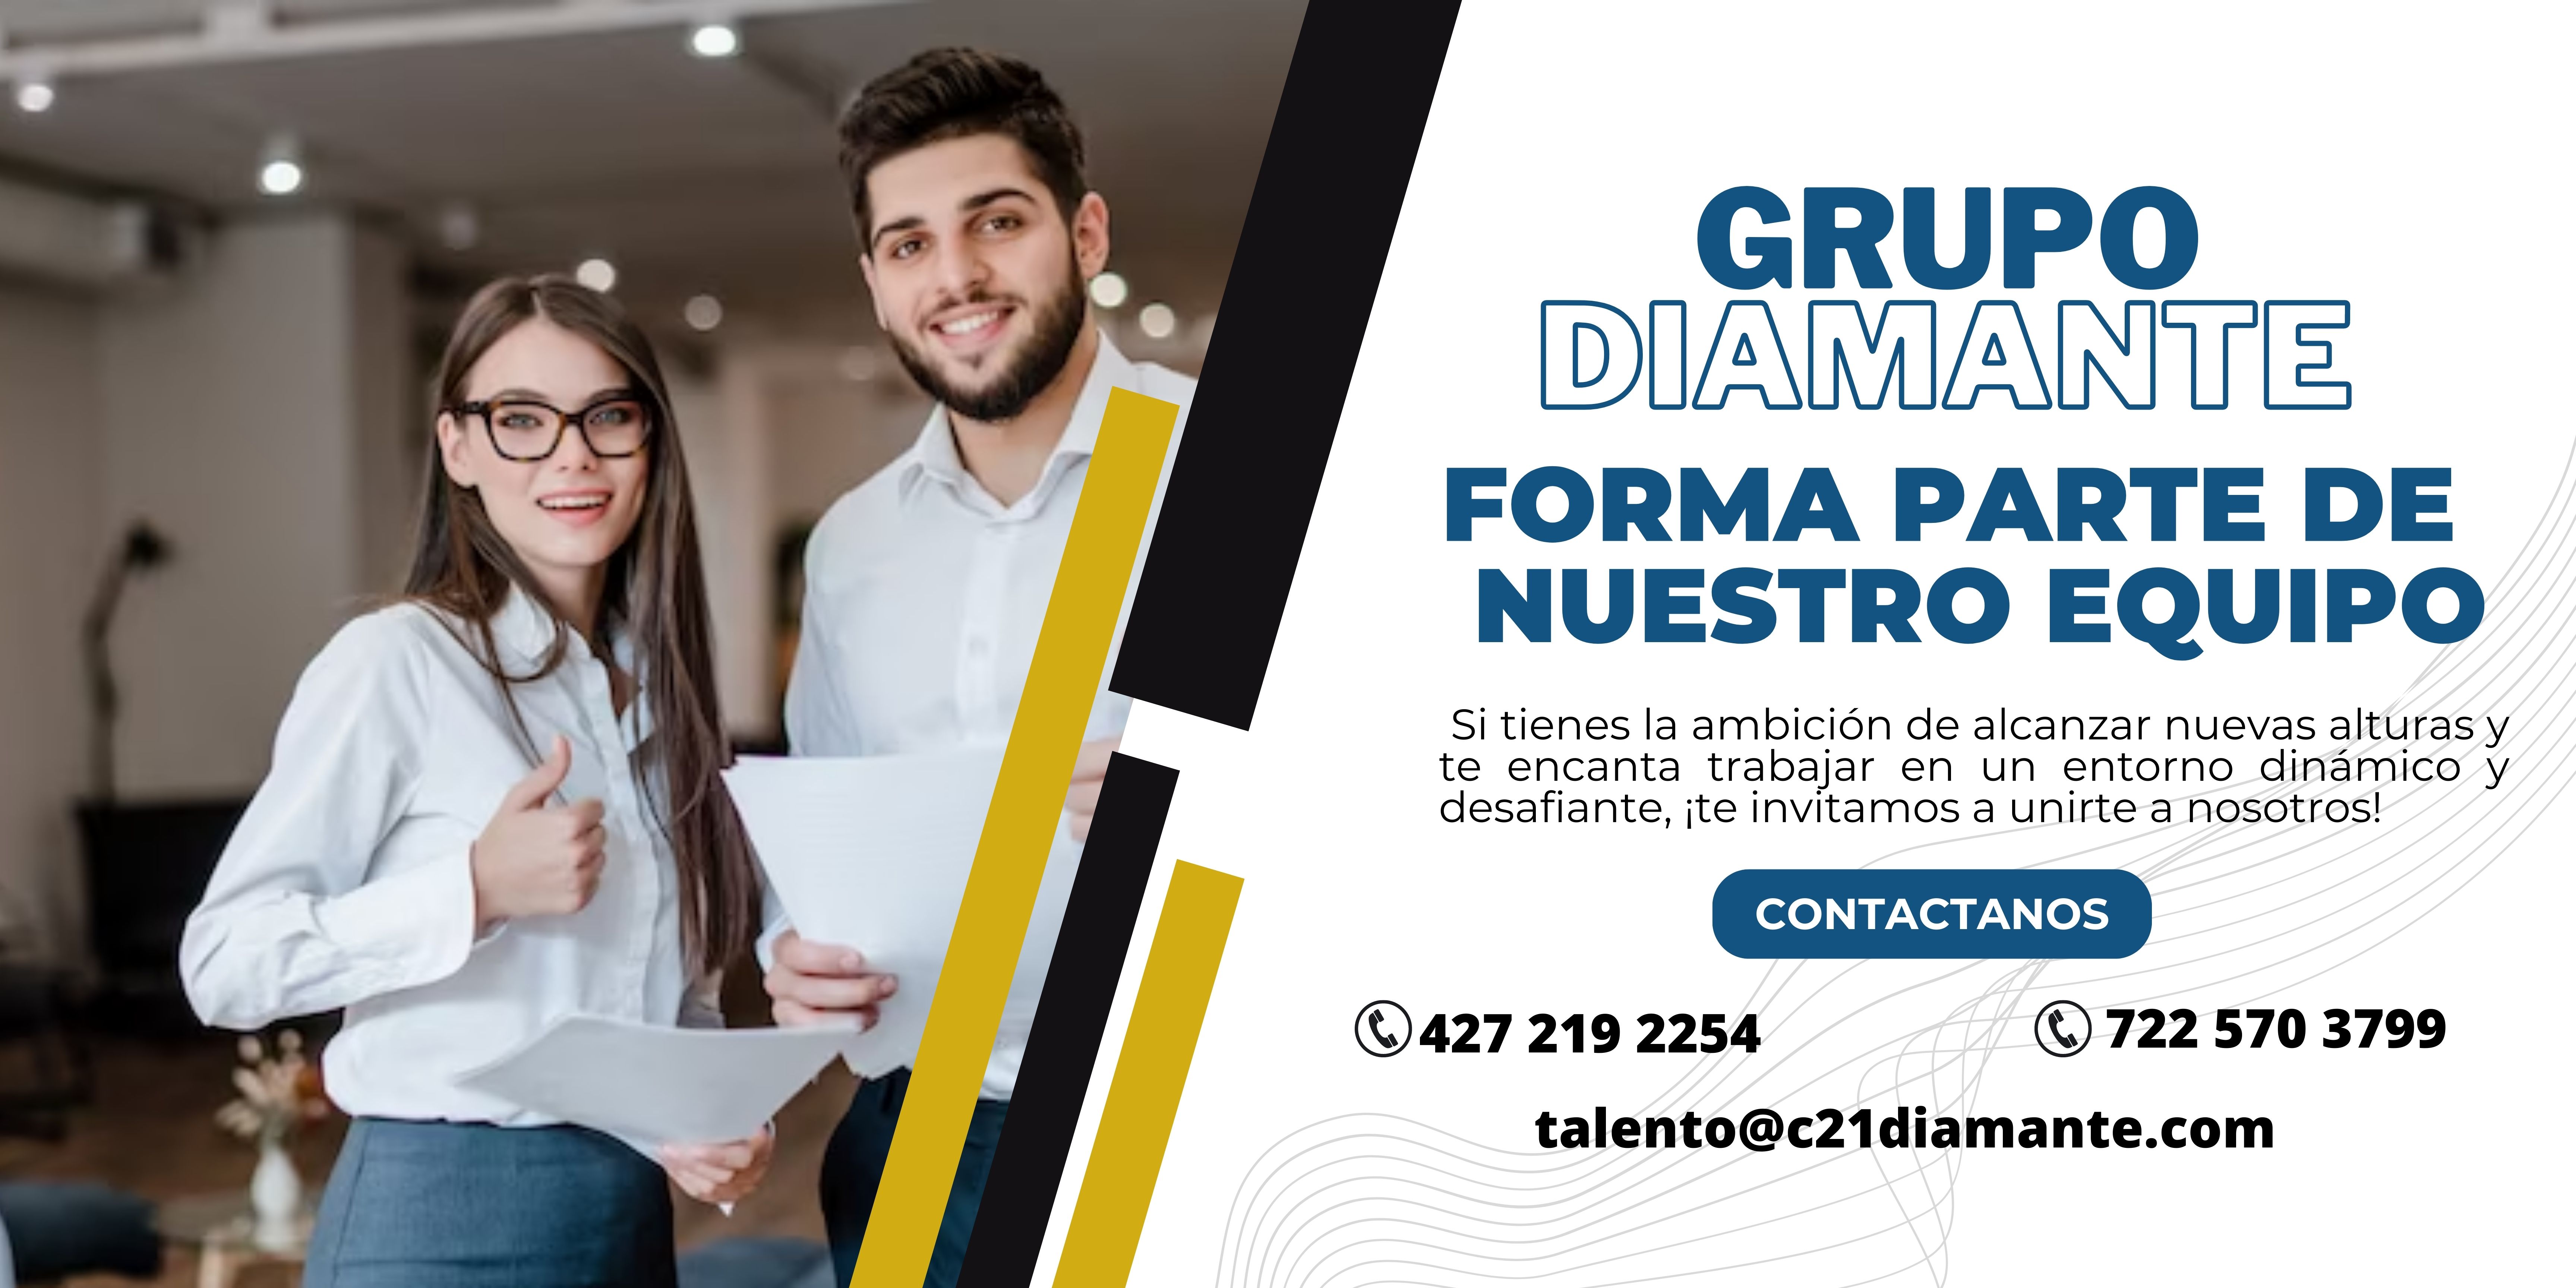 GRUPO
DIAMANTE
FORMA PARTE DE
NUESTRO EQUIPO
Si tienes la ambición de alcanzar nuevas alturas y
te encanta trabajar en un entorno dinámico y
desafiante, ¡te invitamos a unirte a nosotros!
CONTACTANOS
427 219 2254
722 570 3799
talento@c21diamante.com